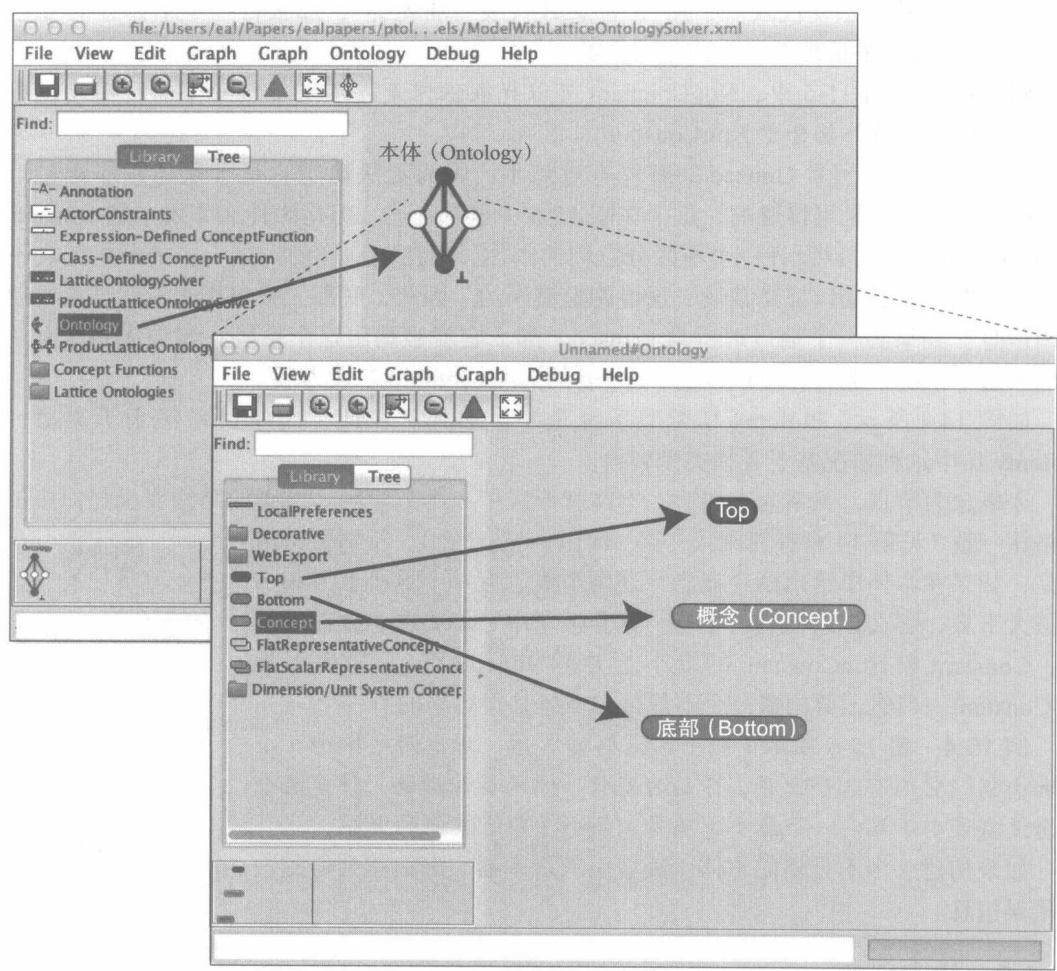 file:/Users/eal/Papers/ealpapers/ptol. . .els/ModelWithLatticeOntologySolver.xml
File View Edit Graph Graph Ontology Debug Help
Find:
Library Tree
-A- Annotation
ActorConstraints
Expression-Defined ConceptFunction
Class-Defined ConceptFunction
LatticeOntologySolver
ProductLatticeOntologySolver
Ontology
ProductLatticeOntology
Concept Functions
Lattice Ontologies
本体（Ontology）
Ontology
Unnamed#Ontology
File View Edit Graph Graph Debug Help
Find:
Library Tree
LocalPreferences
Decorative
WebExport
Top
Bottom
Concept
FlatRepresentativeConcept
FlatScalarRepresentativeConce
Dimension/Unit System Concep
Top
概念（Concept）
底部（Bottom）